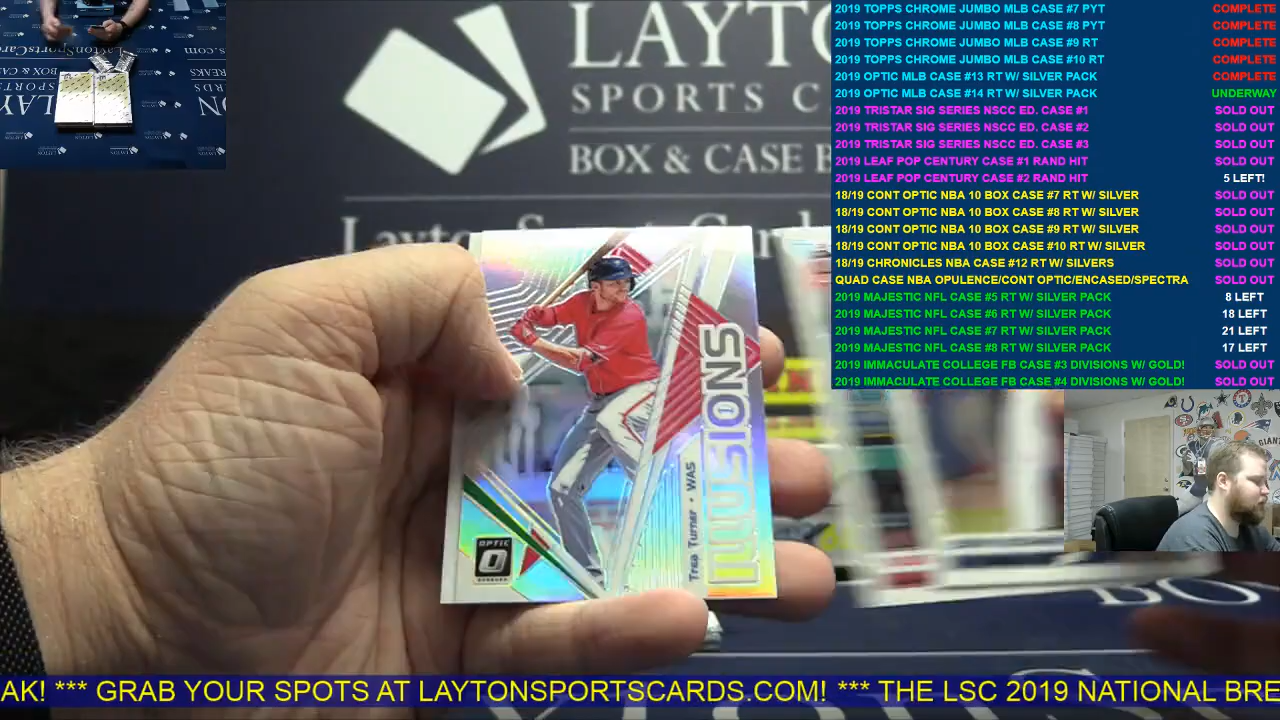 LAYTON
SPORTS C
BOX & CASE B
2019 TOPPS CHROME JUMBO MLB CASE #7 PYT COMPLETE
2019 TOPPS CHROME JUMBO MLB CASE #8 PYT COMPLETE
2019 TOPPS CHROME JUMBO MLB CASE #9 RT COMPLETE
2019 TOPPS CHROME JUMBO MLB CASE #10 RT COMPLETE
2019 OPTIC MLB CASE #13 RT W/ SILVER PACK COMPLETE
2019 OPTIC MLB CASE #14 RT W/ SILVER PACK UNDERWAY
2019 TRISTAR SIG SERIES NSCC ED. CASE #1 SOLD OUT
2019 TRISTAR SIG SERIES NSCC ED. CASE #2 SOLD OUT
2019 TRISTAR SIG SERIES NSCC ED. CASE #3 SOLD OUT
2019 LEAF POP CENTURY CASE #1 RAND HIT SOLD OUT
2019 LEAF POP CENTURY CASE #2 RAND HIT 5 LEFT!
18/19 CONT OPTIC NBA 10 BOX CASE #7 RT W/ SILVER SOLD OUT
18/19 CONT OPTIC NBA 10 BOX CASE #8 RT W/ SILVER SOLD OUT
18/19 CONT OPTIC NBA 10 BOX CASE #9 RT W/ SILVER SOLD OUT
18/19 CONT OPTIC NBA 10 BOX CASE #10 RT W/ SILVER SOLD OUT
18/19 CHRONICLES NBA CASE #12 RT W/ SILVERS SOLD OUT
QUAD CASE NBA OPULENCE/CONT OPTIC/ENCASED/SPECTRA SOLD OUT
2019 MAJESTIC NFL CASE #5 RT W/ SILVER PACK 8 LEFT
2019 MAJESTIC NFL CASE #6 RT W/ SILVER PACK 18 LEFT
2019 MAJESTIC NFL CASE #7 RT W/ SILVER PACK 21 LEFT
2019 MAJESTIC NFL CASE #8 RT W/ SILVER PACK 17 LEFT
2019 IMMACULATE COLLEGE FB CASE #3 DIVISIONS W/ GOLD! SOLD OUT
2019 IMMACULATE COLLEGE FB CASE #4 DIVISIONS W/ GOLD! SOLD OUT
ILLUSIONS
Trea Turner • WAS
OPTIC
AK! *** GRAB YOUR SPOTS AT LAYTONSPORTSCARDS.COM! *** THE LSC 2019 NATIONAL BRE